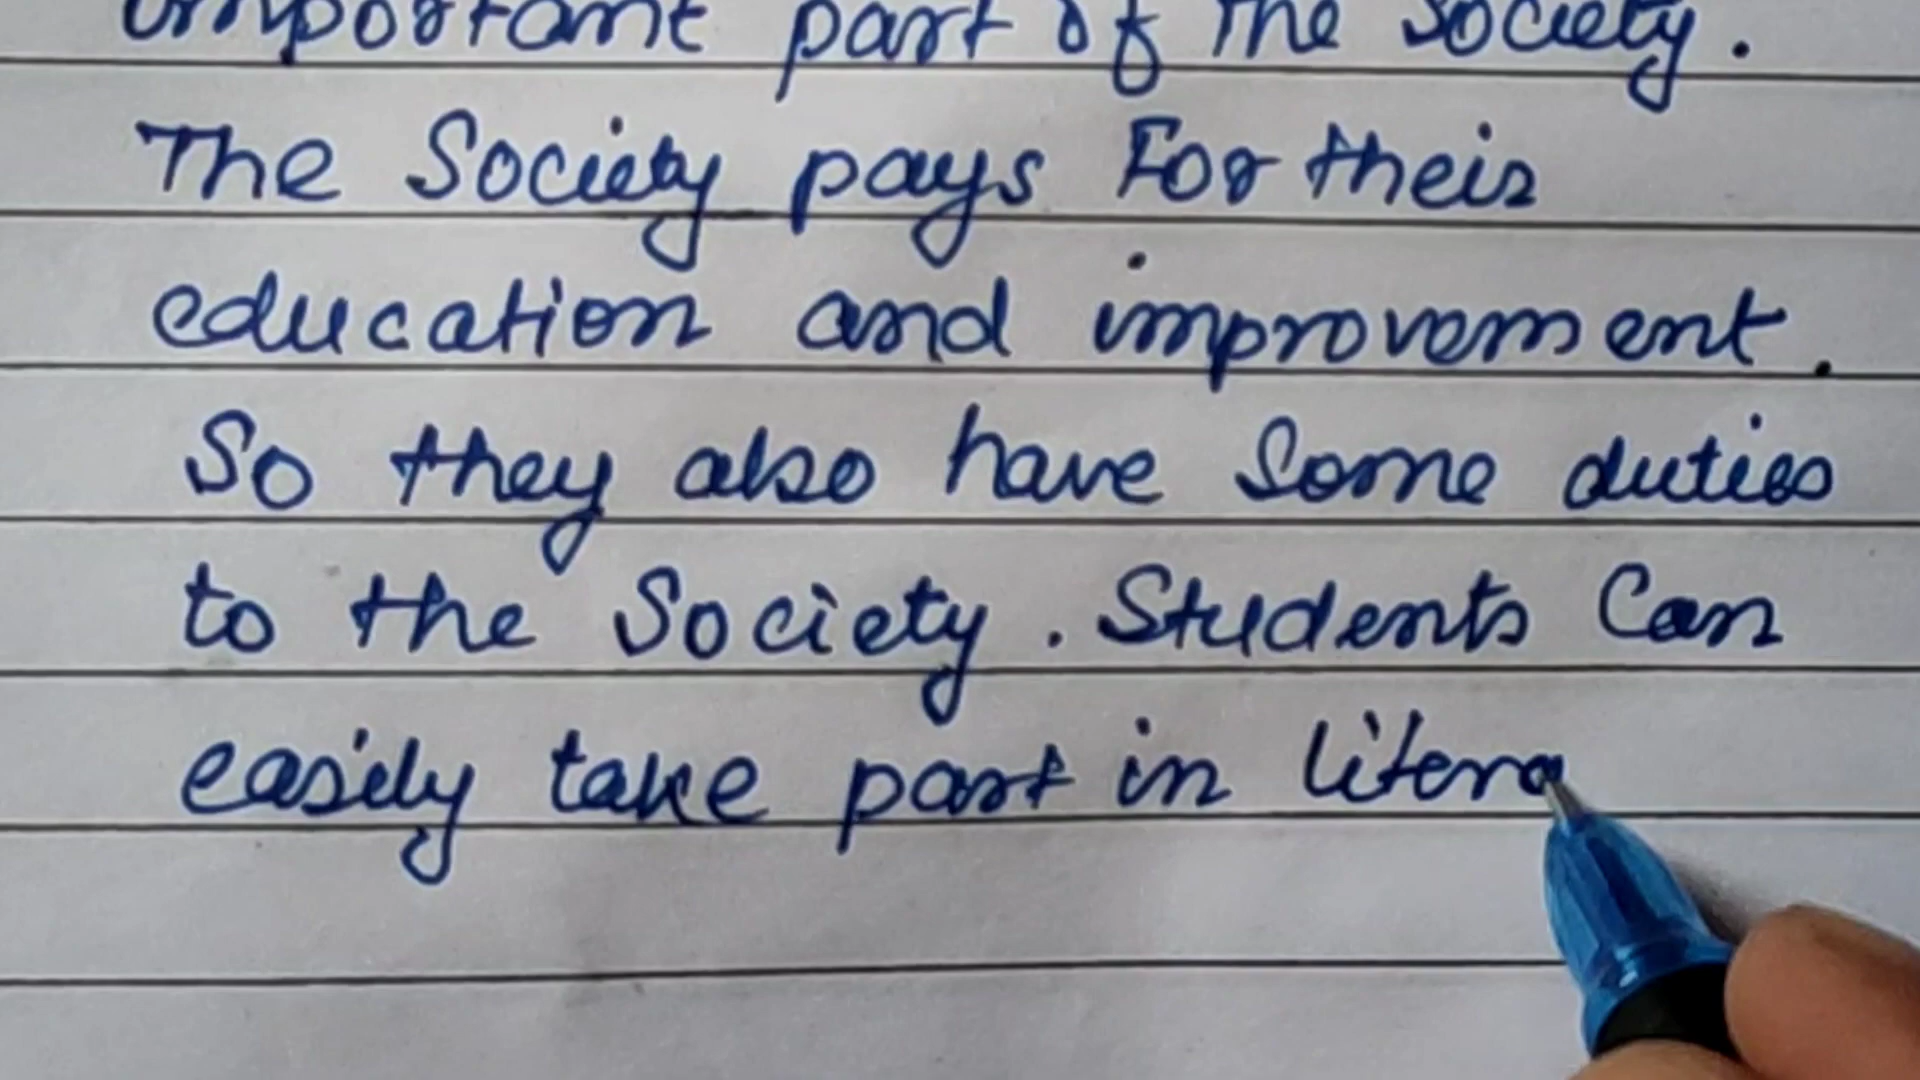 important part of the society.
The Society pays For their
education and improvement.
So they also have Some duties
to the Society. Students Can
easily take part in litera